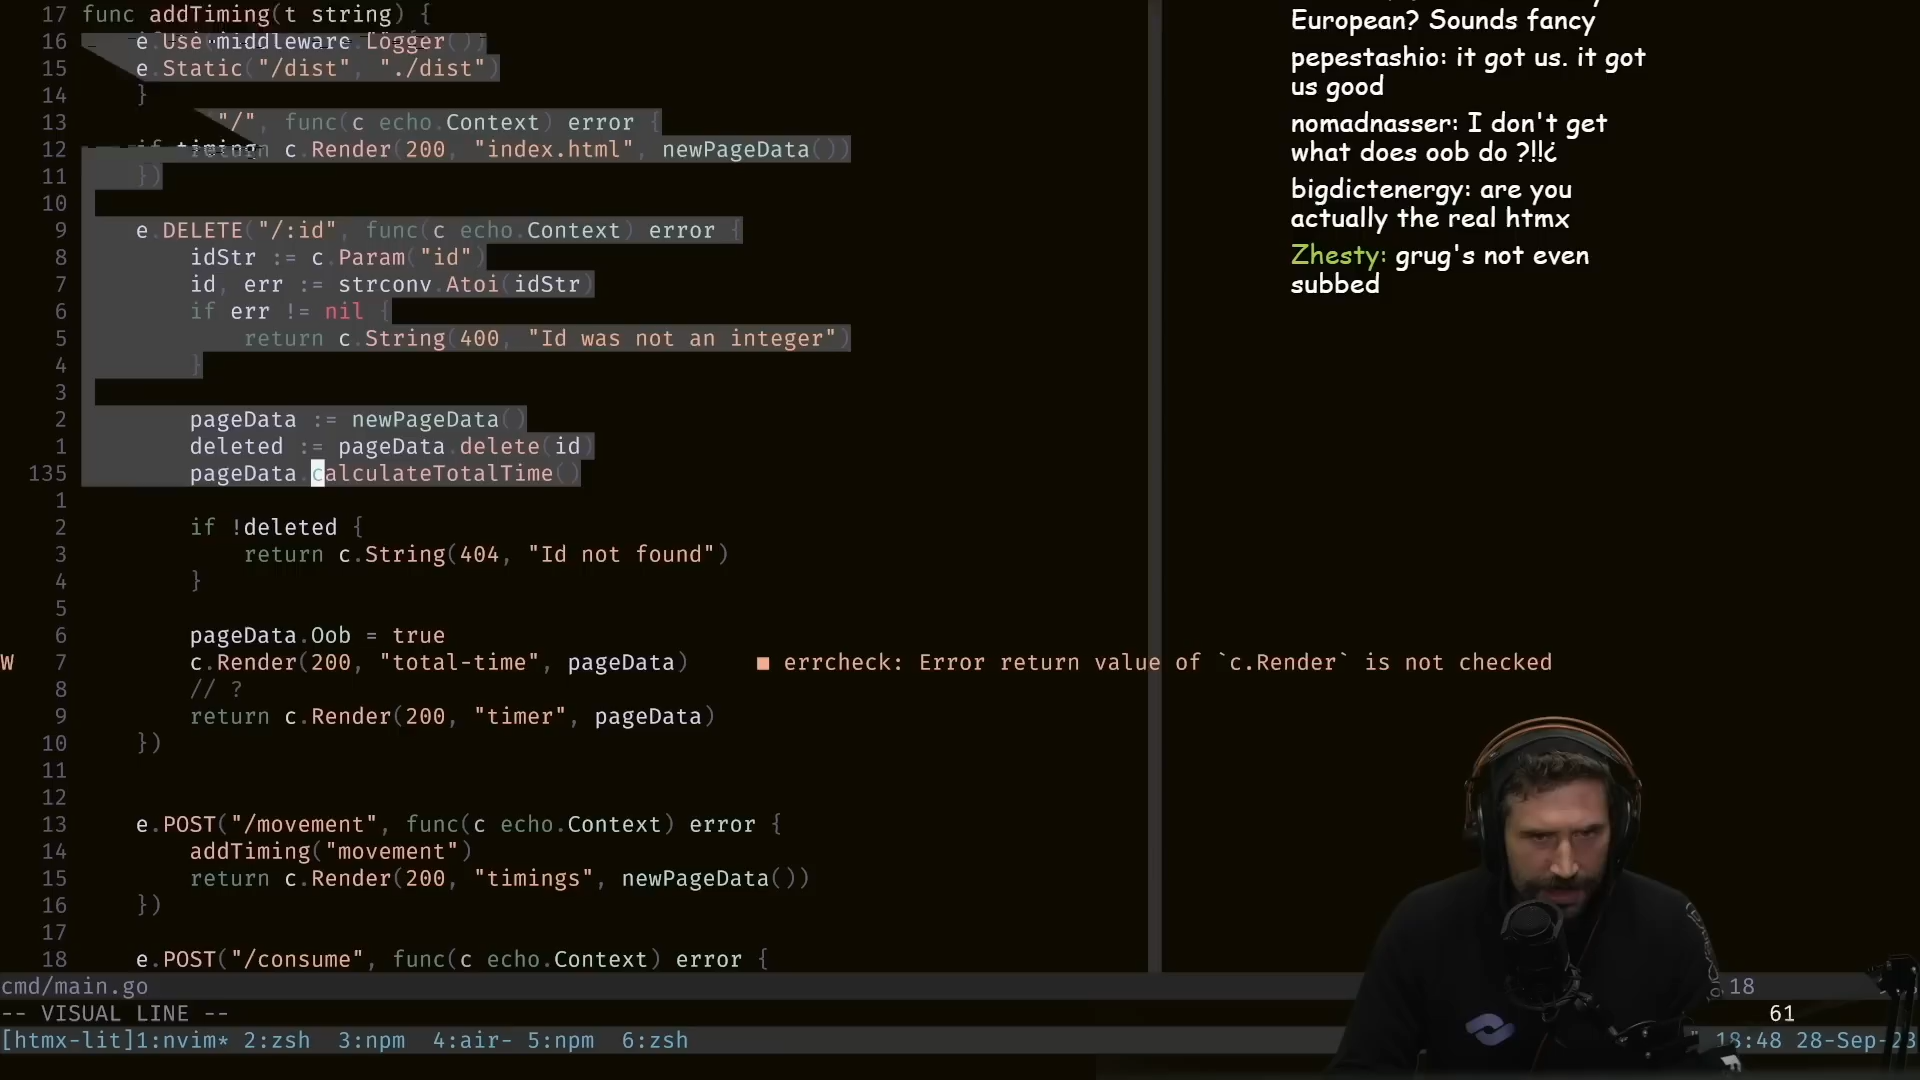 17 func addTiming(t string) {
16 e.Use(middleware.Logger())
15 e.Static("/dist", "./dist")
14 }
13 "/", func(c echo.Context) error {
12 c.Render(200, "index.html", newPageData())
11 })
10
9 e.DELETE("/:id", func(c echo.Context) error {
8 idStr := c.Param("id")
7 id, err := strconv.Atoi(idStr)
6 if err != nil {
5 return c.String(400, "Id was not an integer")
4 }
3
2 pageData := newPageData()
1 deleted := pageData.delete(id)
135 pageData.calculateTotalTime()
1
2 if !deleted {
3 return c.String(404, "Id not found")
4 }
5
6 pageData.Oob = true
W 7 c.Render(200, "total-time", pageData) ■ errcheck: Error return value of `c.Render` is not checked
8 // ?
9 return c.Render(200, "timer", pageData)
10 })
11
12
13 e.POST("/movement", func(c echo.Context) error {
14 addTiming("movement")
15 return c.Render(200, "timings", newPageData())
16 })
17
18 e.POST("/consume", func(c echo.Context) error {
cmd/main.go
-- VISUAL LINE --
[htmx-lit]1:nvim* 2:zsh 3:npm 4:air- 5:npm 6:zsh
European? Sounds fancy
pepestashio: it got us. it got
us good
nomadnasser: I don't get
what does oob do ?!!¿
bigdictenergy: are you
actually the real htmx
Zhesty: grug's not even
subbed
18
61
18:48 28-Sep-23